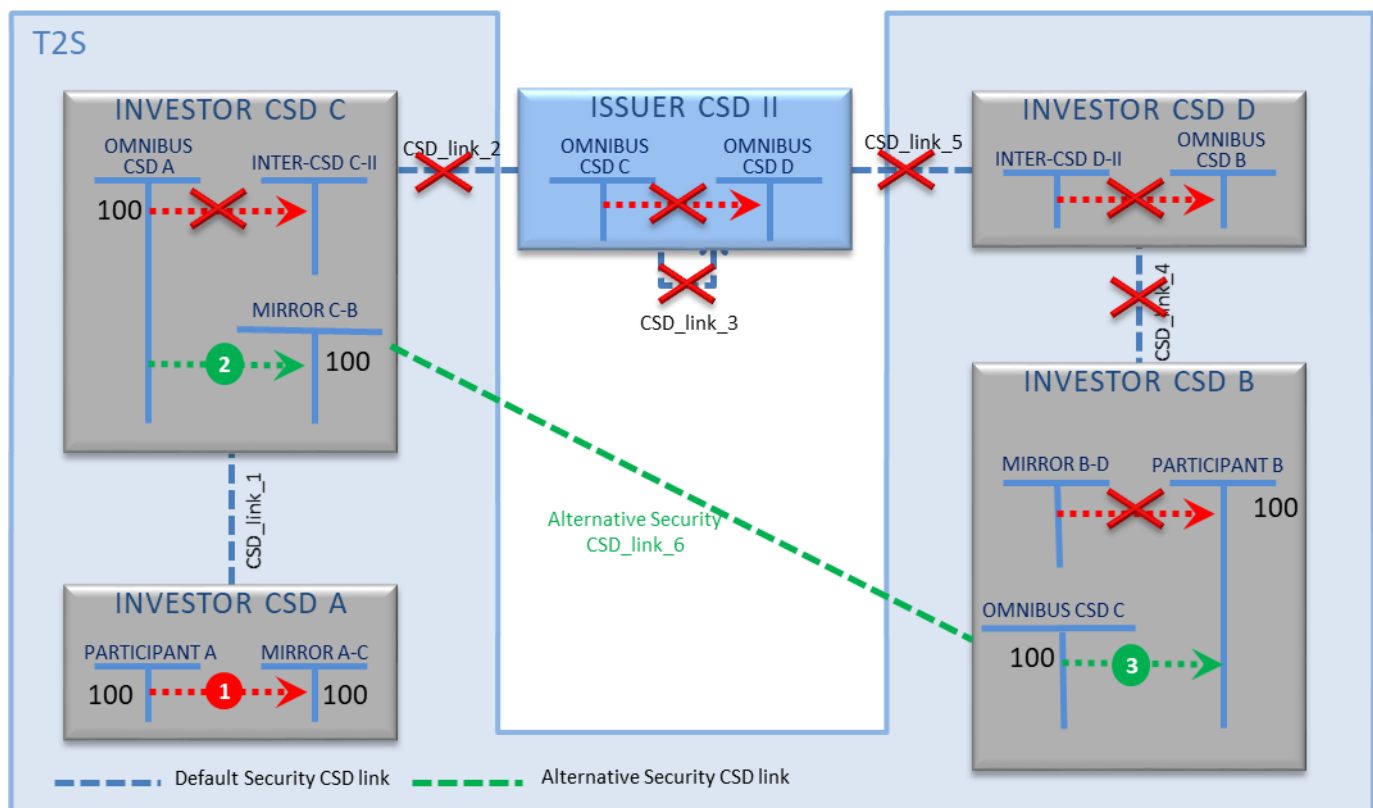 T2S
INVESTOR CSD C
OMNIBUS
CSD A
INTER-CSD C-II
100
MIRROR C-B
2
100
CSD_link_2
ISSUER CSD II
OMNIBUS
CSD C
OMNIBUS
CSD D
CSD_link_3
CSD_link_5
INVESTOR CSD D
INTER-CSD D-II
OMNIBUS
CSD B
CSD_link_4
CSD_link_1
Alternative Security
CSD_link_6
INVESTOR CSD B
MIRROR B-D
PARTICIPANT B
100
OMNIBUS CSD C
100
3
INVESTOR CSD A
PARTICIPANT A
MIRROR A-C
100
1
100
Default Security CSD link
Alternative Security CSD link